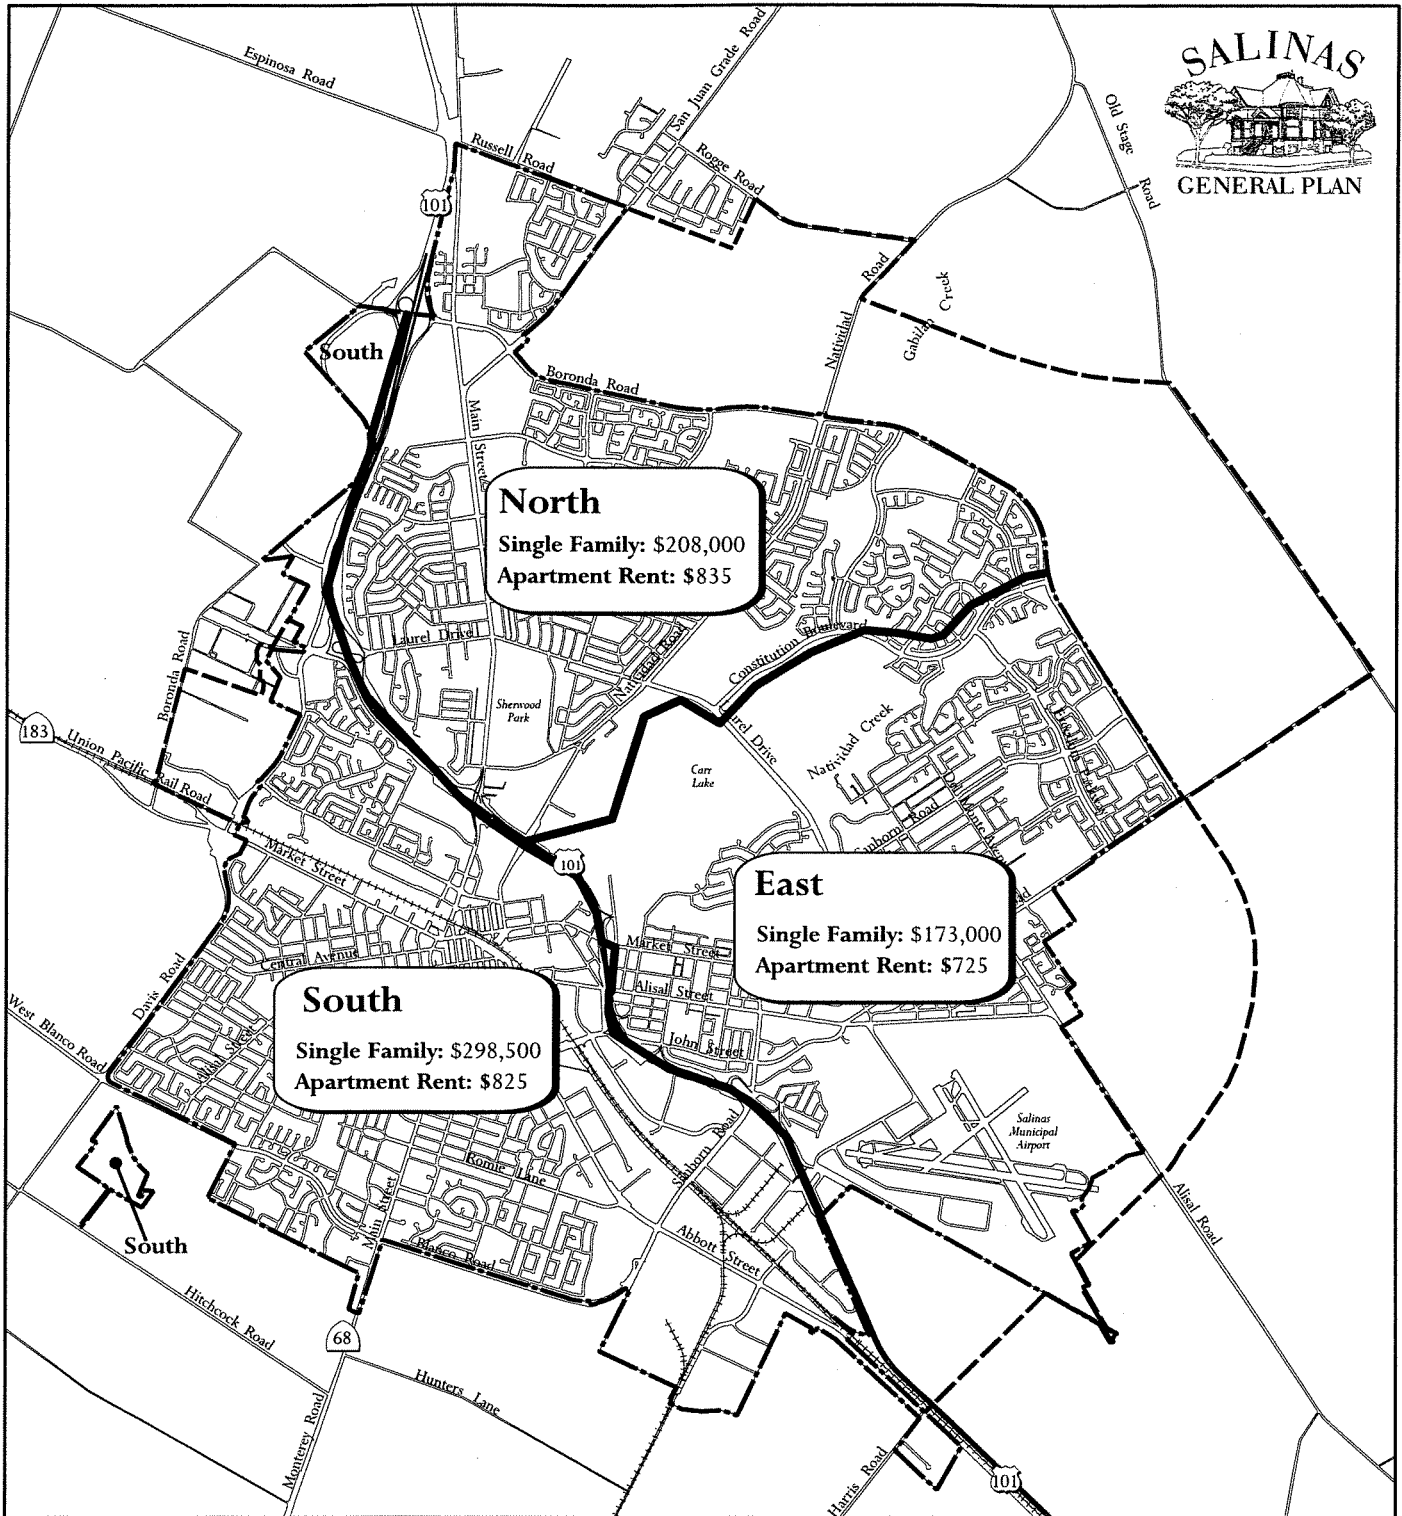 SALINAS
GENERAL PLAN
Espinosa Road
San Juan Grade Road
Old Stage
Road
Russell Road
Rogge Road
101
Road
Natividad
Gabilan Creek
South
Boronda Road
Main Street
North
Single Family: $208,000
Apartment Rent: $835
Laurel Drive
Natividad Road
Constitution Boulevard
Boronda Road
Sherwood
Park
183
Union Pacific Rail Road
Laurel Drive
Natividad Creek
Carr
Lake
Sanborn Road
Del Monte Avenue
Market Street
101
East
Single Family: $173,000
Apartment Rent: $725
Central Avenue
Market Street
Alisal Street
Davis Road
West Blanco Road
South
Single Family: $298,500
Apartment Rent: $825
Alisal Street
John Street
Salinas
Municipal
Airport
Sanborn Road
Romie Lane
Main Street
Blanco Road
Abbott Street
Alisal Road
South
Hitchcock Road
68
Hunters Lane
Monterey Road
Harris Road
101